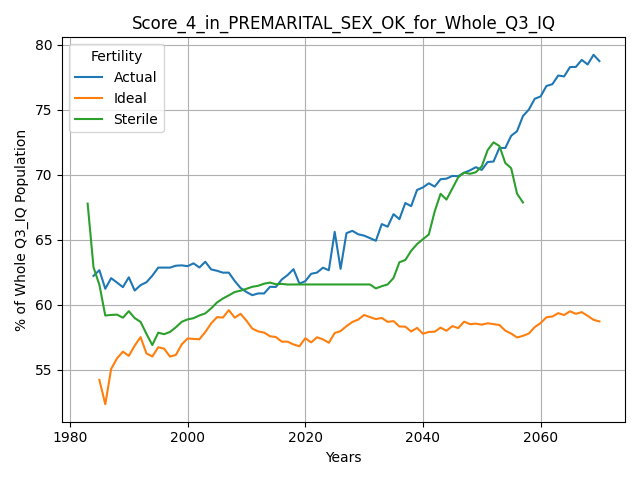 Score_4_in_PREMARITAL_SEX_OK_for_Whole_Q3_IQ
Fertility
Actual
Ideal
Sterile
% of Whole Q3_IQ Population
80
75
70
65
60
55
1980
2000
2020
2040
2060
Years